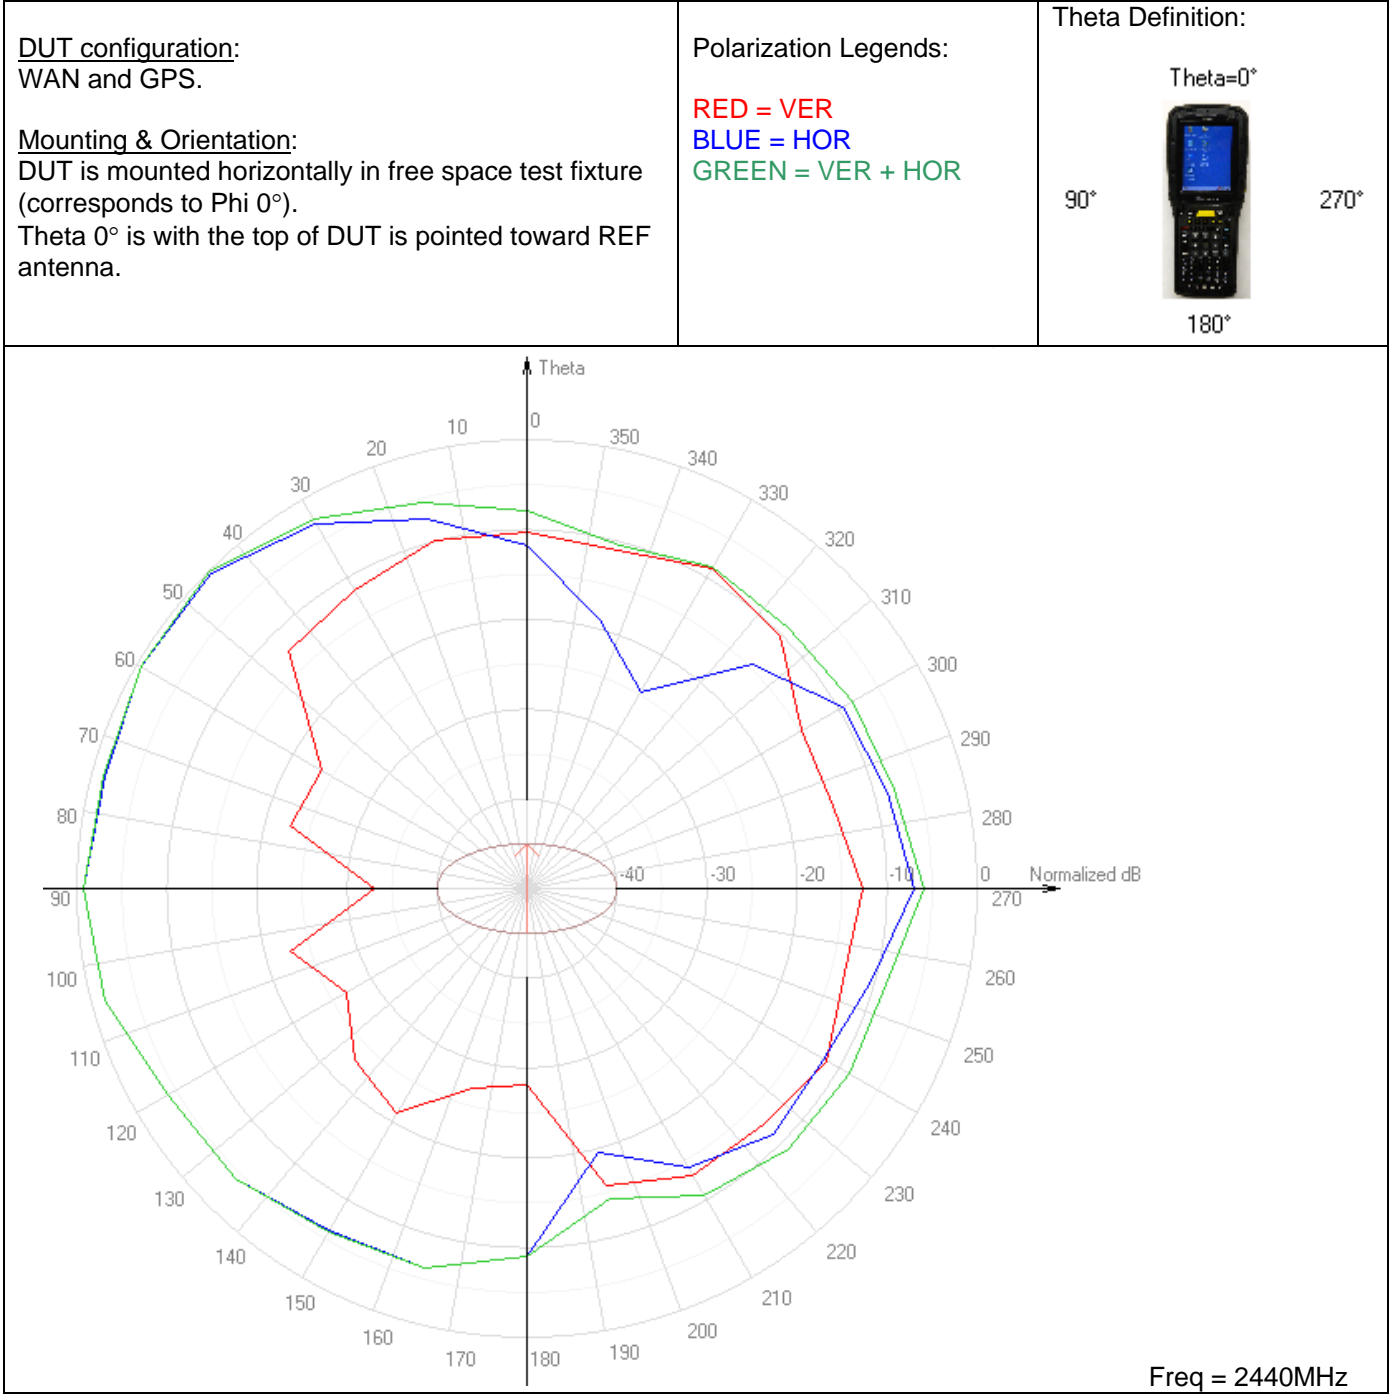 DUT configuration:
WAN and GPS.
Mounting & Orientation:
DUT is mounted horizontally in free space test fixture
(corresponds to Phi 0°).
Theta 0° is with the top of DUT is pointed toward REF
antenna.
Polarization Legends:
RED = VER
BLUE = HOR
GREEN = VER + HOR
Theta Definition:
Theta=0°
90°
270°
180°
Theta
0
10
20
30
40
50
60
70
80
90
100
110
120
130
140
150
160
170
180
190
200
210
220
230
240
250
260
270
280
290
300
310
320
330
340
350
-40
-30
-20
-10
0
Normalized dB
Freq = 2440MHz